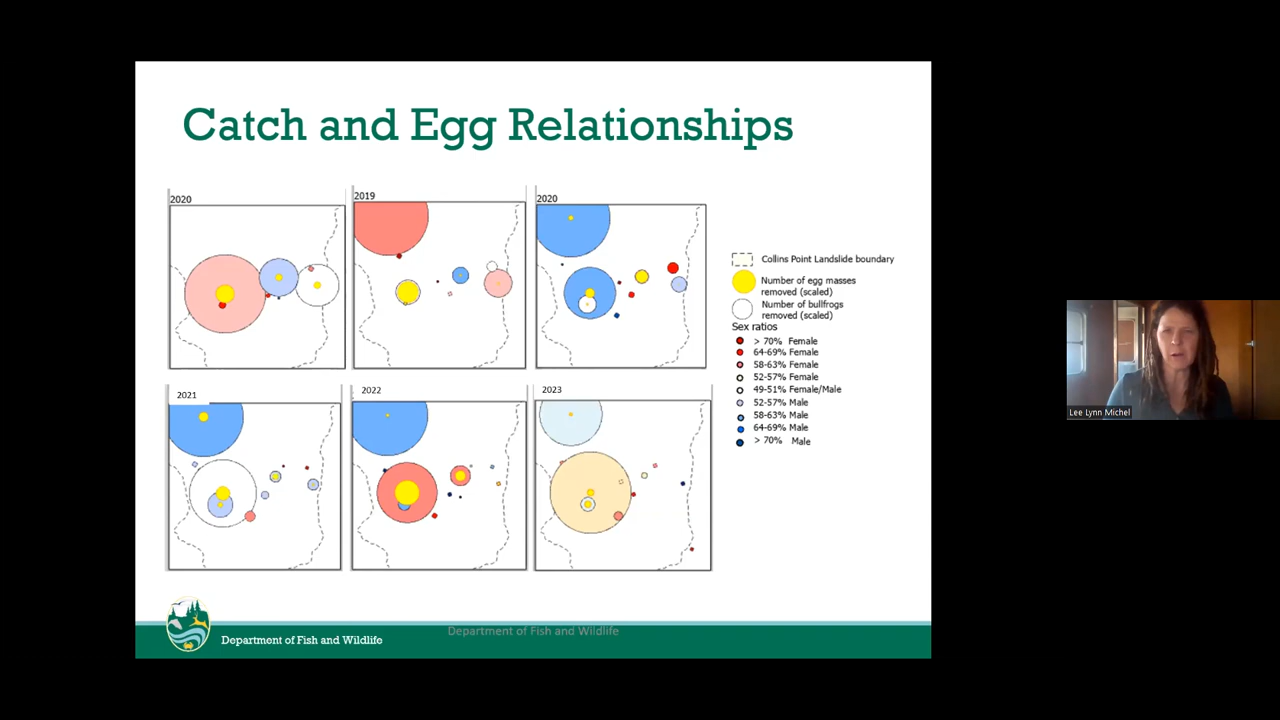 Catch and Egg Relationships
2020
2019
2020
2021
2022
2023
Collins Point Landslide boundary
Number of egg masses
removed (scaled)
Number of bullfrogs
removed (scaled)
Sex ratios
> 70% Female
64-69% Female
58-63% Female
52-57% Female
49-51% Female/Male
52-57% Male
58-63% Male
64-69% Male
> 70% Male
Department of Fish and Wildlife
Department of Fish and Wildlife
Lee Lynn Michel